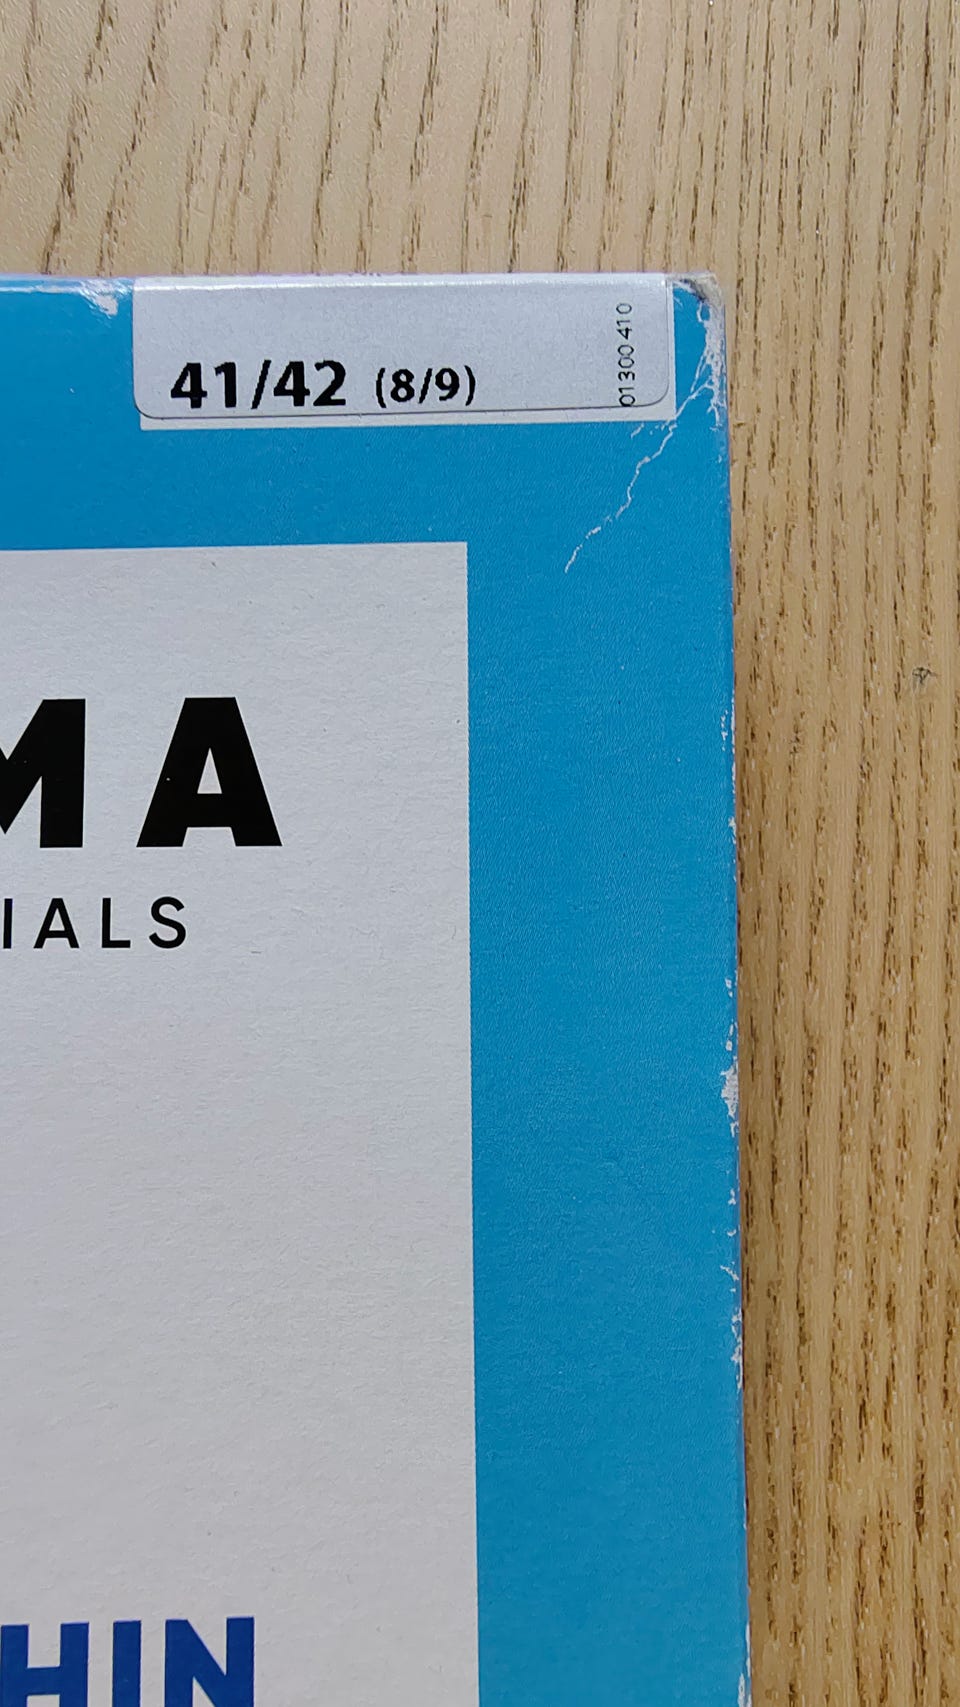 41/42 (8/9)
01300410
MA
IALS
HIN